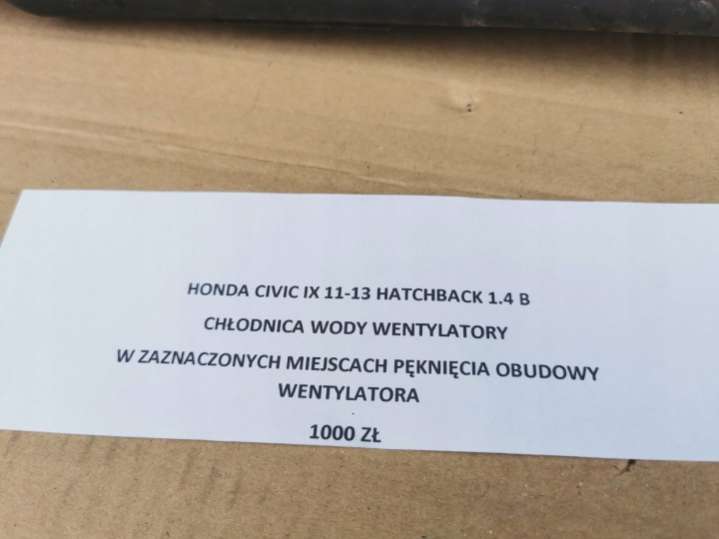 HONDA CIVIC IX 11-13 HATCHBACK 1.4 B
CHŁODNICA WODY WENTYLATORY
W ZAZNACZONYCH MIEJSCACH PĘKNIĘCIA OBUDOWY
WENTYLATORA
1000 ZŁ